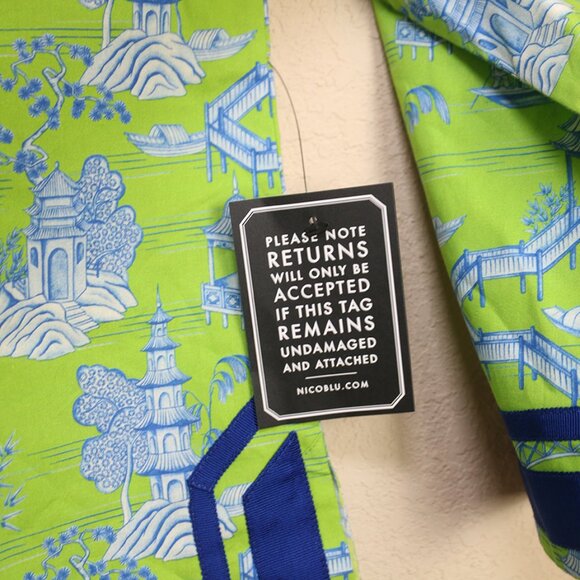 PLEASE NOTE
RETURNS
WILL ONLY BE
ACCEPTED
IF THIS TAG
REMAINS
UNDAMAGED
AND ATTACHED
NICOBLU.COM